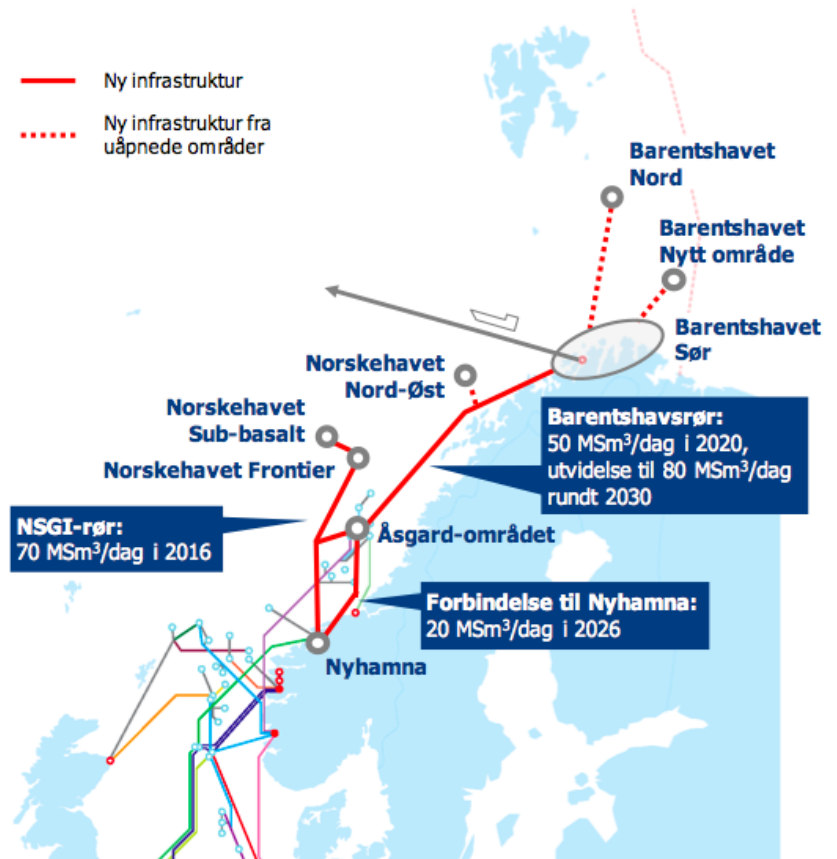 Ny infrastruktur
Ny infrastruktur fra
uåpnede områder
Barentshavet
Nord
Barentshavet
Nytt område
Barentshavet
Sør
Norskehavet
Nord-Øst
Norskehavet
Sub-basalt
Norskehavet Frontier
Barentshavsrør:
50 MSm³/dag i 2020,
utvidelse til 80 MSm³/dag
rundt 2030
NSGI-rør:
70 MSm³/dag i 2016
Åsgard-området
Forbindelse til Nyhamna:
20 MSm³/dag i 2026
Nyhamna